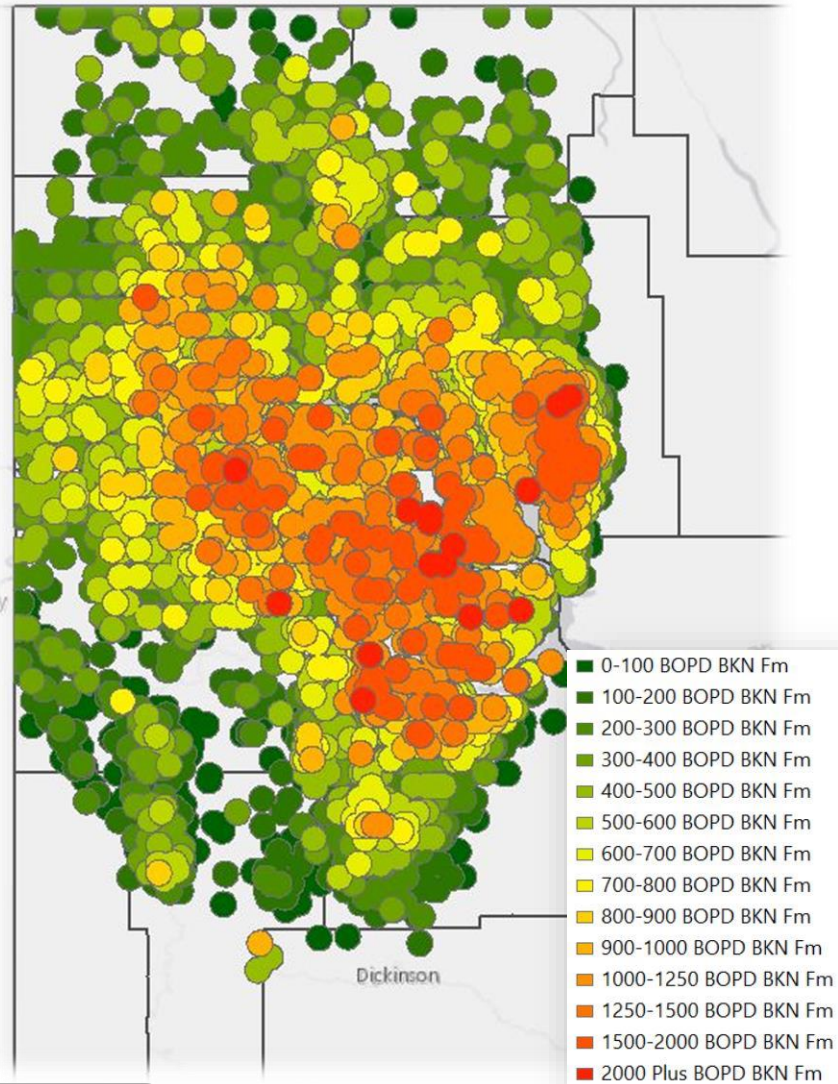 Dickinson
0-100 BOPD BKN Fm
100-200 BOPD BKN Fm
200-300 BOPD BKN Fm
300-400 BOPD BKN Fm
400-500 BOPD BKN Fm
500-600 BOPD BKN Fm
600-700 BOPD BKN Fm
700-800 BOPD BKN Fm
800-900 BOPD BKN Fm
900-1000 BOPD BKN Fm
1000-1250 BOPD BKN Fm
1250-1500 BOPD BKN Fm
1500-2000 BOPD BKN Fm
2000 Plus BOPD BKN Fm